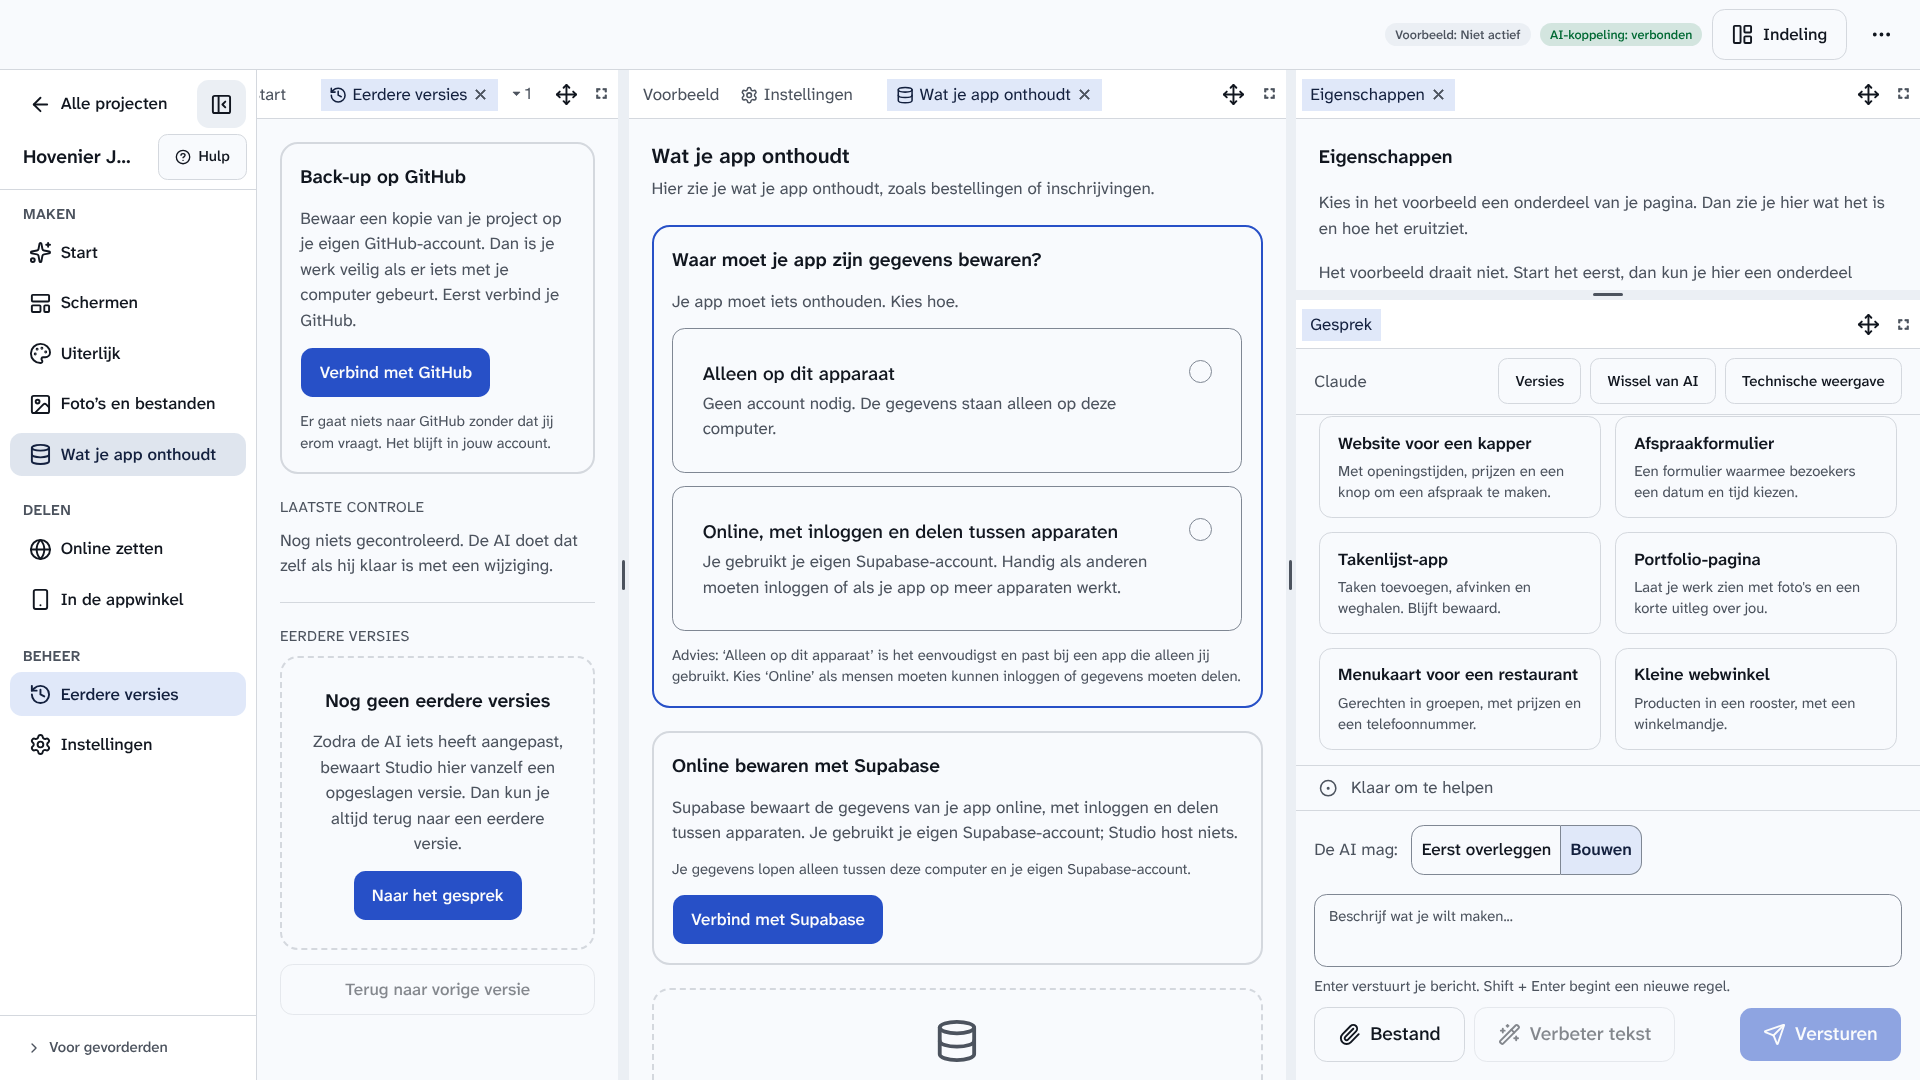 Voorbeeld: Niet actief
AI-koppeling: verbonden
Indeling
Alle projecten
Hovenier J...
Hulp
MAKEN
Start
Schermen
Uiterlijk
Foto's en bestanden
Wat je app onthoudt
DELEN
Online zetten
In de appwinkel
BEHEER
Eerdere versies
Instellingen
Voor gevorderden
tart
Eerdere versies
1
Back-up op GitHub
Bewaar een kopie van je project op
je eigen GitHub-account. Dan is je
werk veilig als er iets met je
computer gebeurt. Eerst verbind je
GitHub.
Verbind met GitHub
Er gaat niets naar GitHub zonder dat jij
erom vraagt. Het blijft in jouw account.
LAATSTE CONTROLE
Nog niets gecontroleerd. De AI doet dat
zelf als hij klaar is met een wijziging.
EERDERE VERSIES
Nog geen eerdere versies
Zodra de AI iets heeft aangepast,
bewaart Studio hier vanzelf een
opgeslagen versie. Dan kun je
altijd terug naar een eerdere
versie.
Naar het gesprek
Terug naar vorige versie
Voorbeeld
Instellingen
Wat je app onthoudt
Wat je app onthoudt
Hier zie je wat je app onthoudt, zoals bestellingen of inschrijvingen.
Waar moet je app zijn gegevens bewaren?
Je app moet iets onthouden. Kies hoe.
Alleen op dit apparaat
Geen account nodig. De gegevens staan alleen op deze
computer.
Online, met inloggen en delen tussen apparaten
Je gebruikt je eigen Supabase-account. Handig als anderen
moeten inloggen of als je app op meer apparaten werkt.
Advies: ‘Alleen op dit apparaat’ is het eenvoudigst en past bij een app die alleen jij
gebruikt. Kies ‘Online’ als mensen moeten kunnen inloggen of gegevens moeten delen.
Online bewaren met Supabase
Supabase bewaart de gegevens van je app online, met inloggen en delen
tussen apparaten. Je gebruikt je eigen Supabase-account; Studio host niets.
Je gegevens lopen alleen tussen deze computer en je eigen Supabase-account.
Verbind met Supabase
Eigenschappen
Eigenschappen
Kies in het voorbeeld een onderdeel van je pagina. Dan zie je hier wat het is
en hoe het eruitziet.
Het voorbeeld draait niet. Start het eerst, dan kun je hier een onderdeel
Gesprek
Claude
Versies
Wissel van AI
Technische weergave
Website voor een kapper
Met openingstijden, prijzen en een
knop om een afspraak te maken.
Afspraakformulier
Een formulier waarmee bezoekers
een datum en tijd kiezen.
Takenlijst-app
Taken toevoegen, afvinken en
weghalen. Blijft bewaard.
Portfolio-pagina
Laat je werk zien met foto's en een
korte uitleg over jou.
Menukaart voor een restaurant
Gerechten in groepen, met prijzen en
een telefoonnummer.
Kleine webwinkel
Producten in een rooster, met een
winkelmandje.
Klaar om te helpen
De AI mag:
Eerst overleggen
Bouwen
Beschrijf wat je wilt maken...
Enter verstuurt je bericht. Shift + Enter begint een nieuwe regel.
Bestand
Verbeter tekst
Versturen